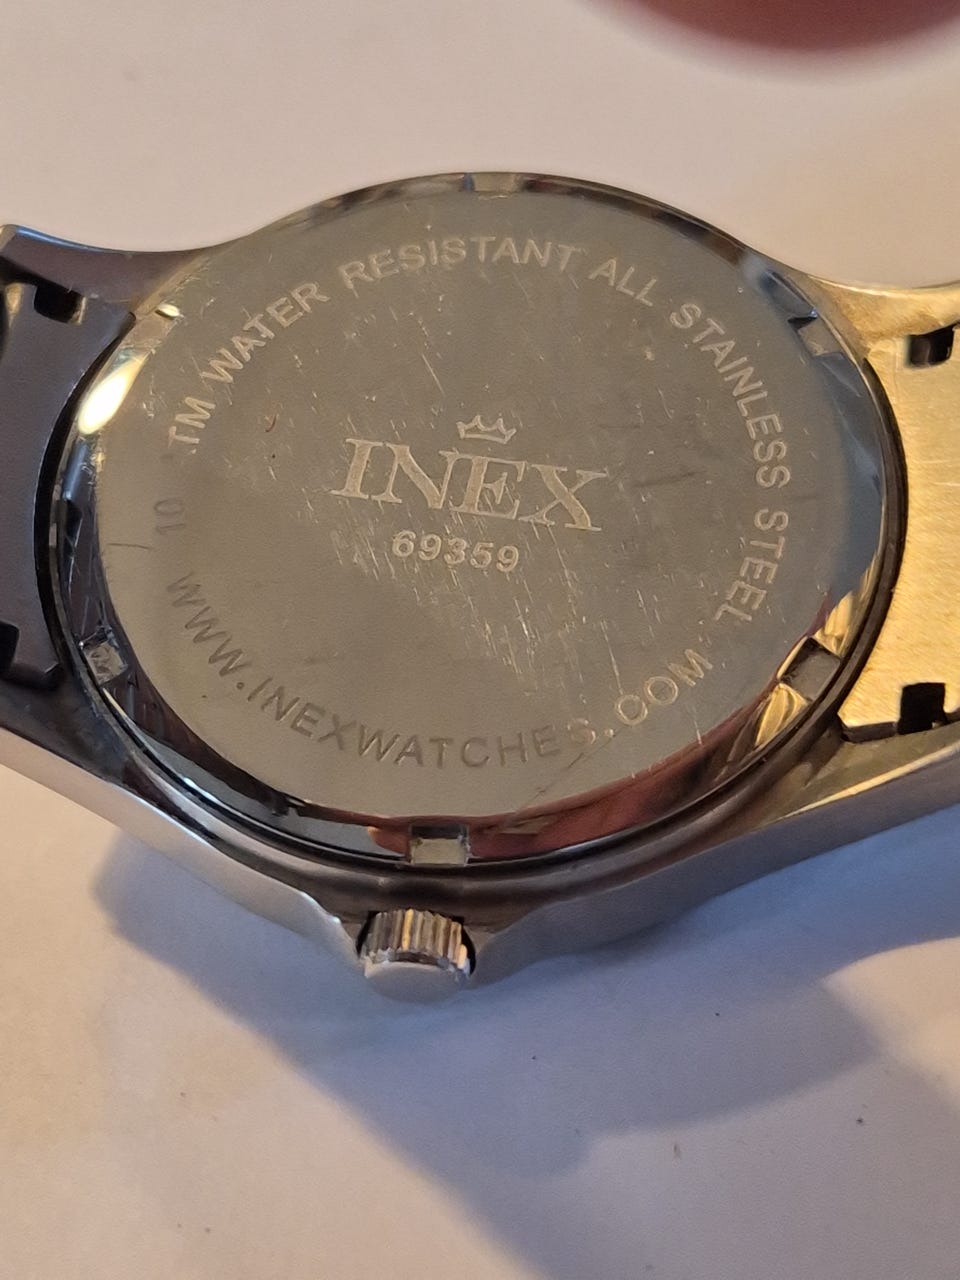 10 ATM WATER RESISTANT ALL STAINLESS STEEL
INEX
69359
WWW.INEXWATCHES.COM